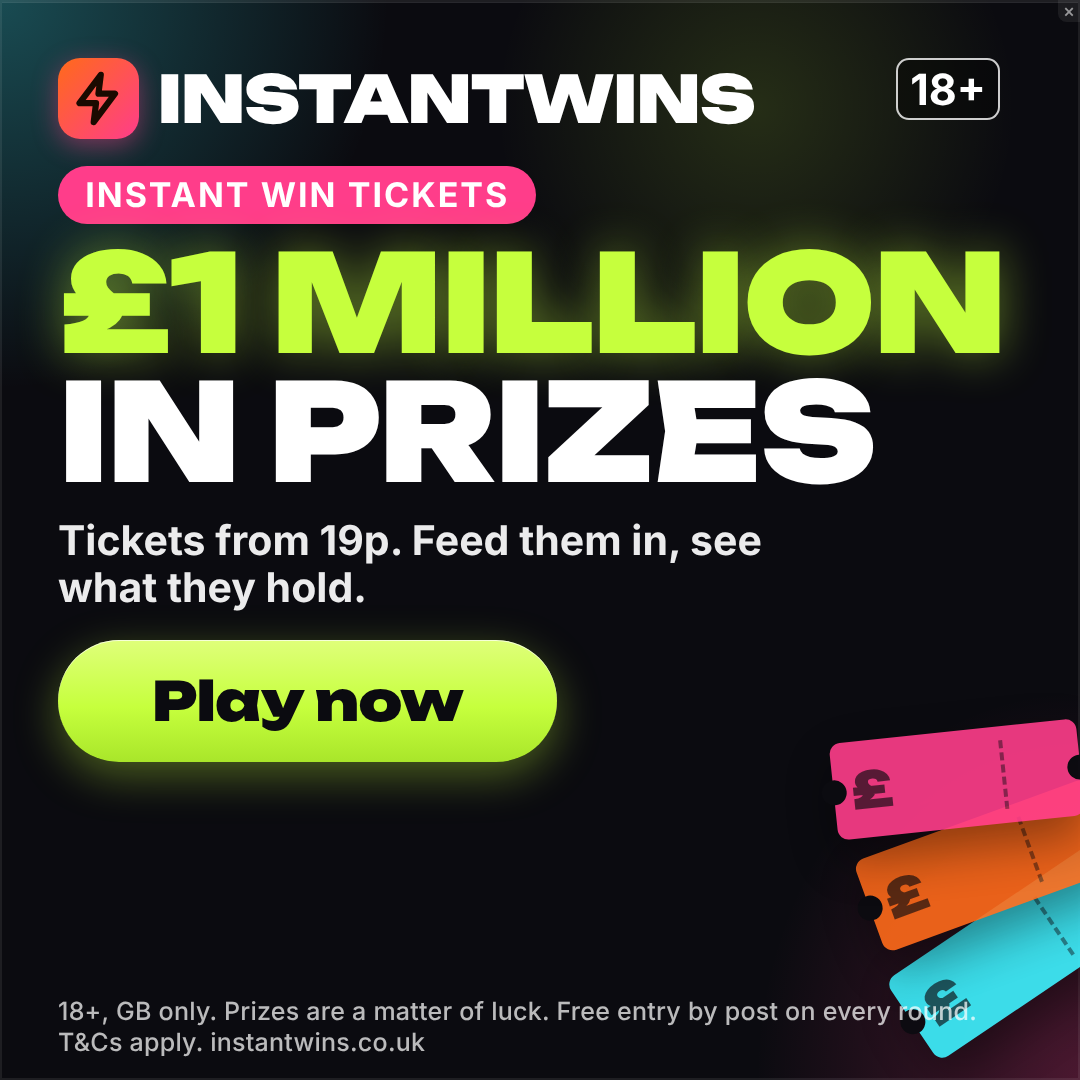 INSTANTWINS
18+
INSTANT WIN TICKETS
£1 MILLION
IN PRIZES
Tickets from 19p. Feed them in, see
what they hold.
Play now
£
£
£
18+, GB only. Prizes are a matter of luck. Free entry by post on every round.
T&Cs apply. instantwins.co.uk